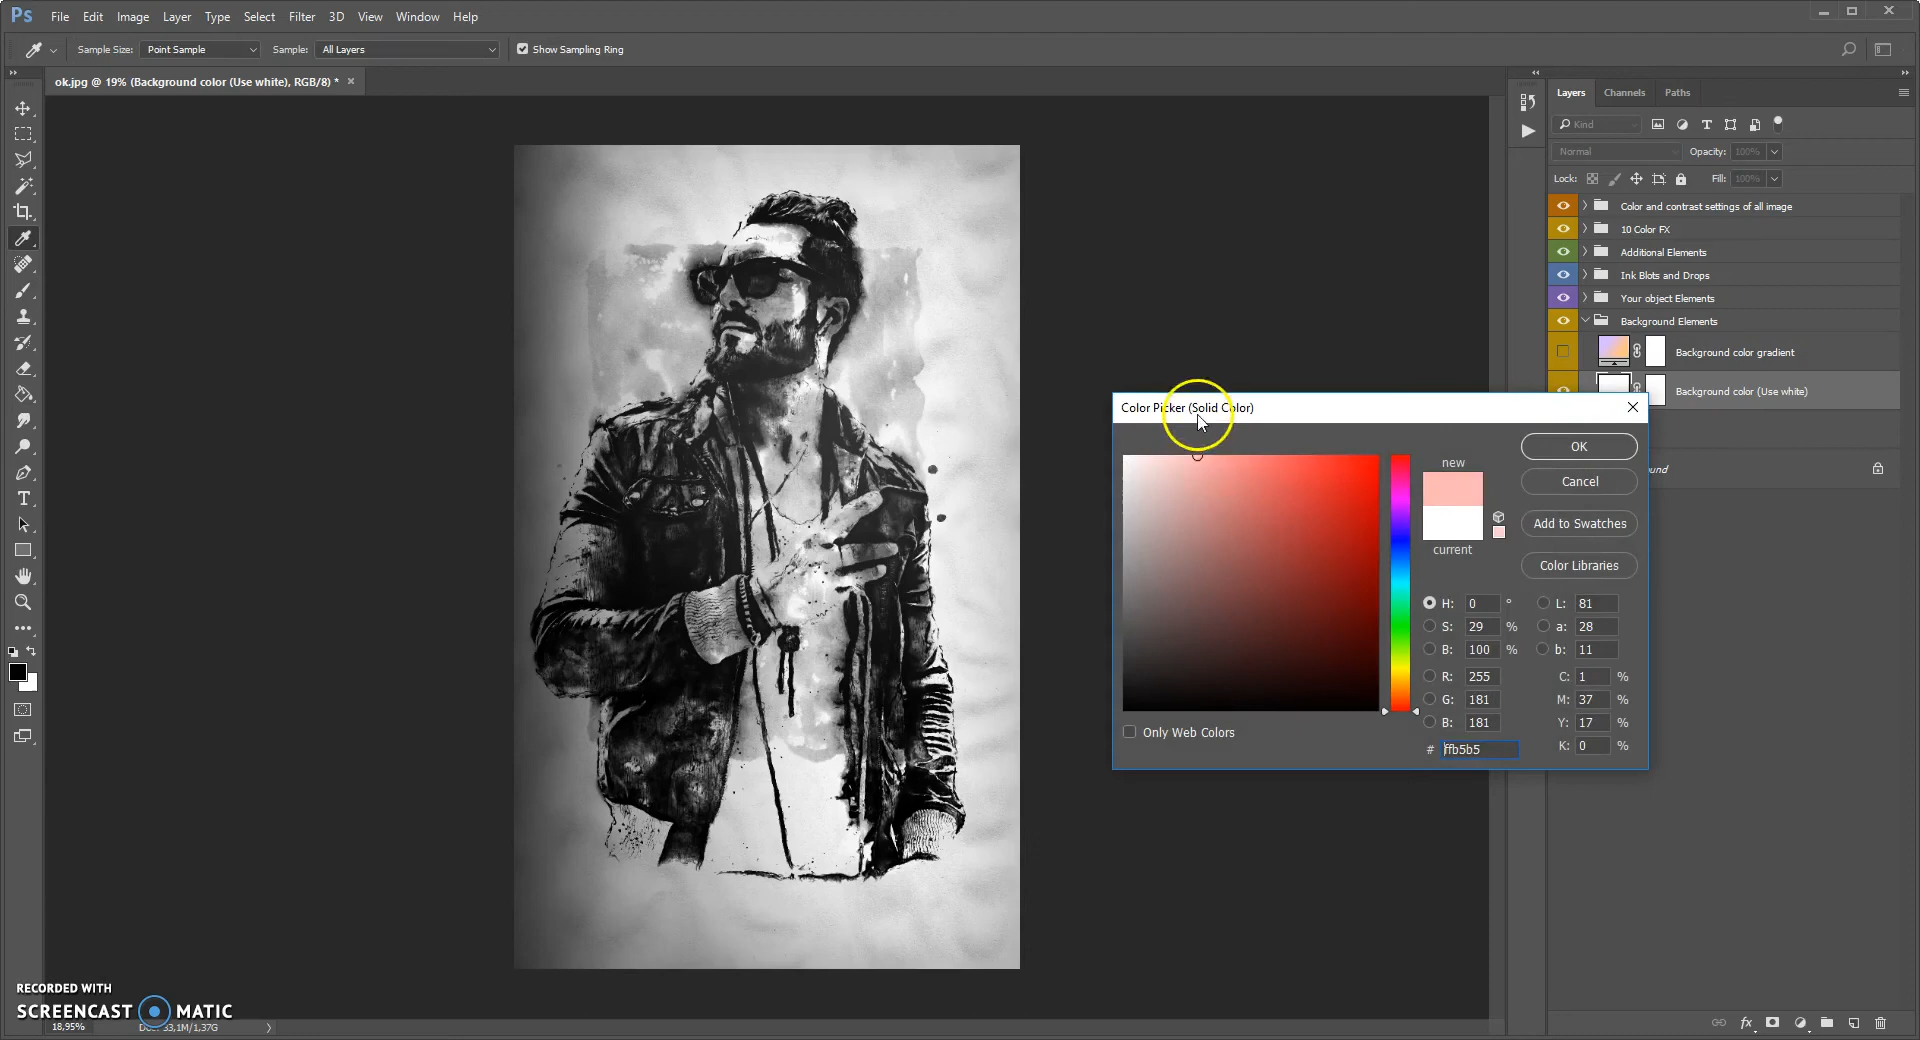 Ps File Edit Image Layer Type Select Filter 3D View Window Help
Sample Size: Point Sample Sample: All Layers Show Sampling Ring
ok.jpg @ 19% (Background color (Use white), RGB/8) *
Layers Channels Paths
Kind
Normal Opacity: 100%
Lock: Fill: 100%
Color and contrast settings of all image
10 Color FX
Additional Elements
Ink Blots and Drops
Your object Elements
Background Elements
Background color gradient
Background color (Use white)
Color Picker (Solid Color)
OK
new
Cancel
current
Add to Swatches
Color Libraries
H: 0 ° L: 81
S: 29 % a: 28
B: 100 % b: 11
R: 255 C: 1 %
G: 181 M: 37 %
B: 181 Y: 17 %
# ffb5b5 K: 0 %
Only Web Colors
RECORDED WITH
SCREENCAST MATIC
18,95% 33,1M/1,37G
fx